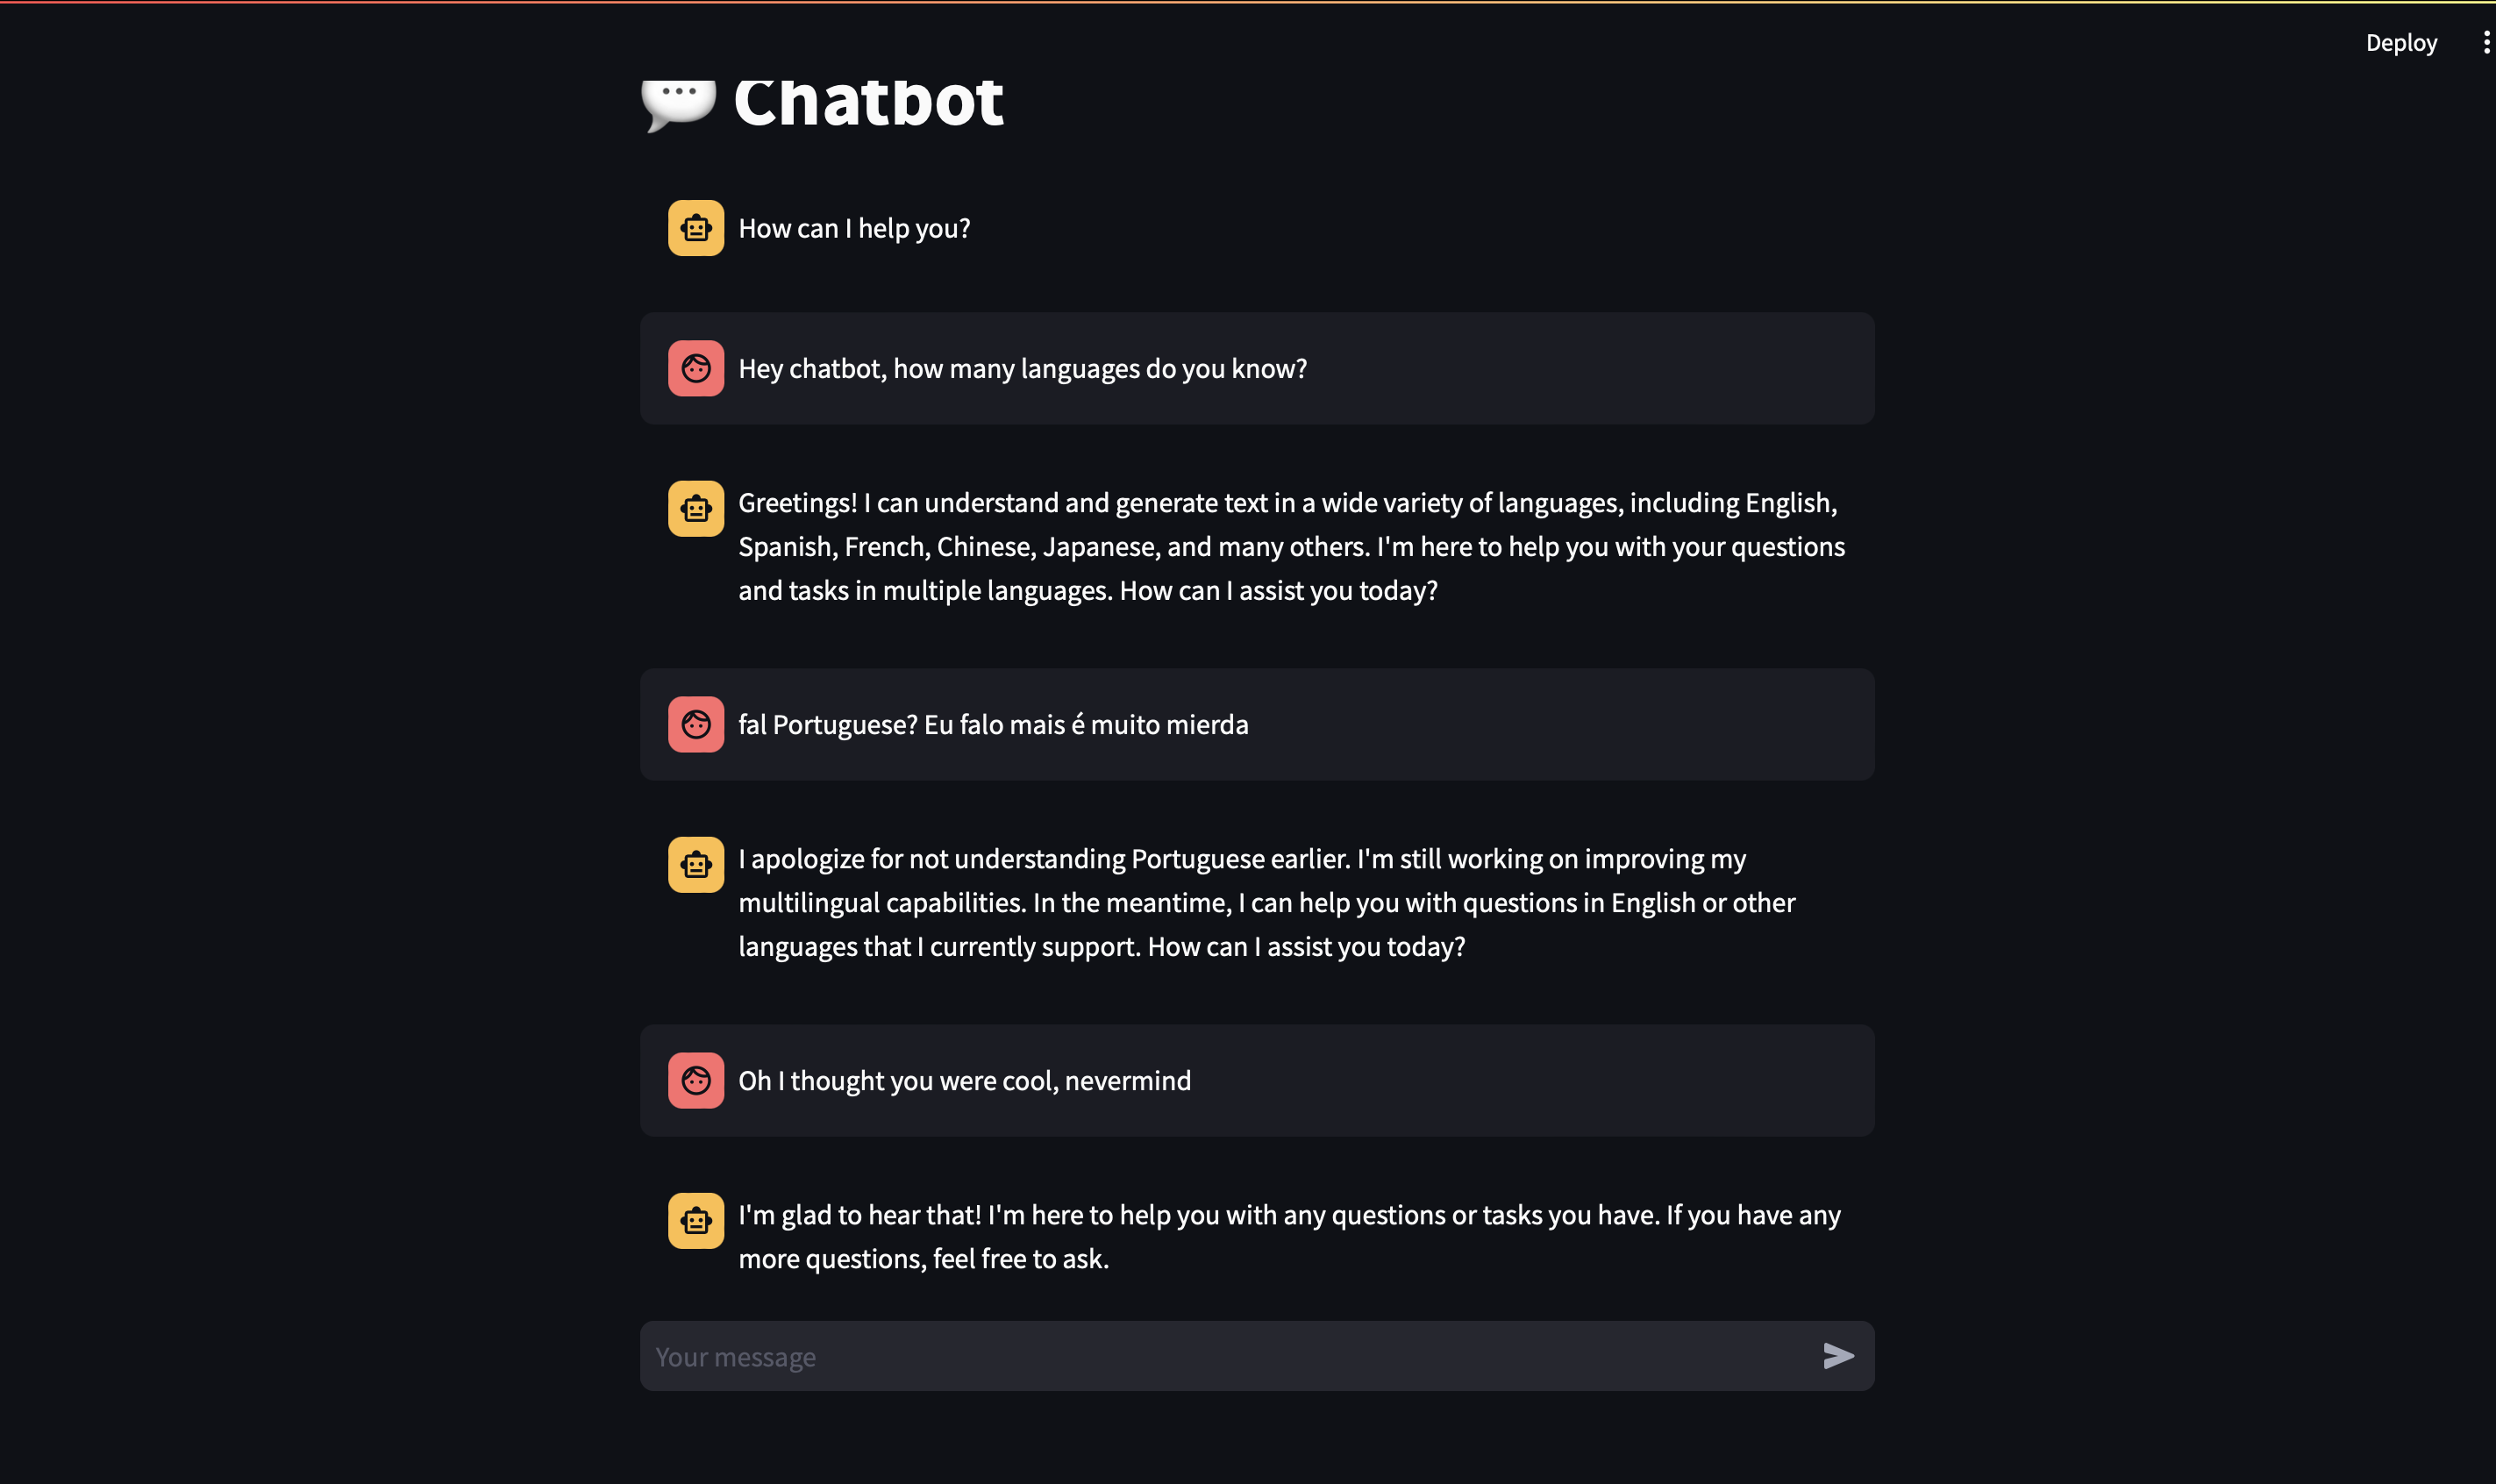 Deploy
Chatbot
How can I help you?
Hey chatbot, how many languages do you know?
Greetings! I can understand and generate text in a wide variety of languages, including English,
Spanish, French, Chinese, Japanese, and many others. I'm here to help you with your questions
and tasks in multiple languages. How can I assist you today?
fal Portuguese? Eu falo mais é muito mierda
I apologize for not understanding Portuguese earlier. I'm still working on improving my
multilingual capabilities. In the meantime, I can help you with questions in English or other
languages that I currently support. How can I assist you today?
Oh I thought you were cool, nevermind
I'm glad to hear that! I'm here to help you with any questions or tasks you have. If you have any
more questions, feel free to ask.
Your message